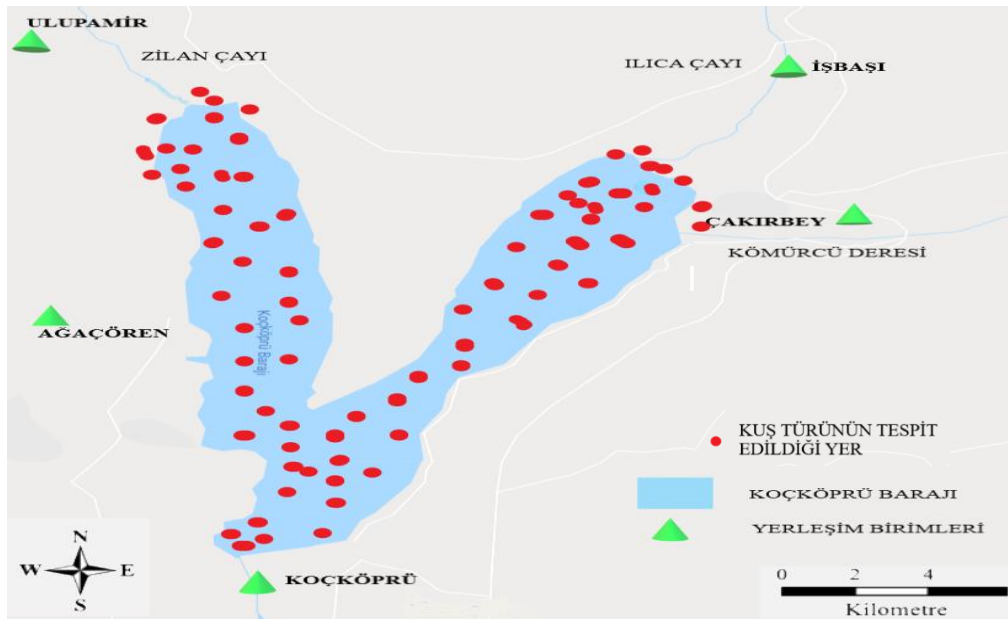 ULUPAMİR
ZİLAN ÇAYI
ILICA ÇAYI
İŞBAŞI
ÇAKIRBEY
KÖMÜRCÜ DERESİ
AĞAÇÖREN
Koçköprü Barajı
KUŞ TÜRÜNÜN TESPİT
EDİLDİĞİ YER
KOÇKÖPRÜ BARAJI
YERLEŞİM BİRİMLERİ
N
W E
S
KOÇKÖPRÜ
0 2 4
Kilometre